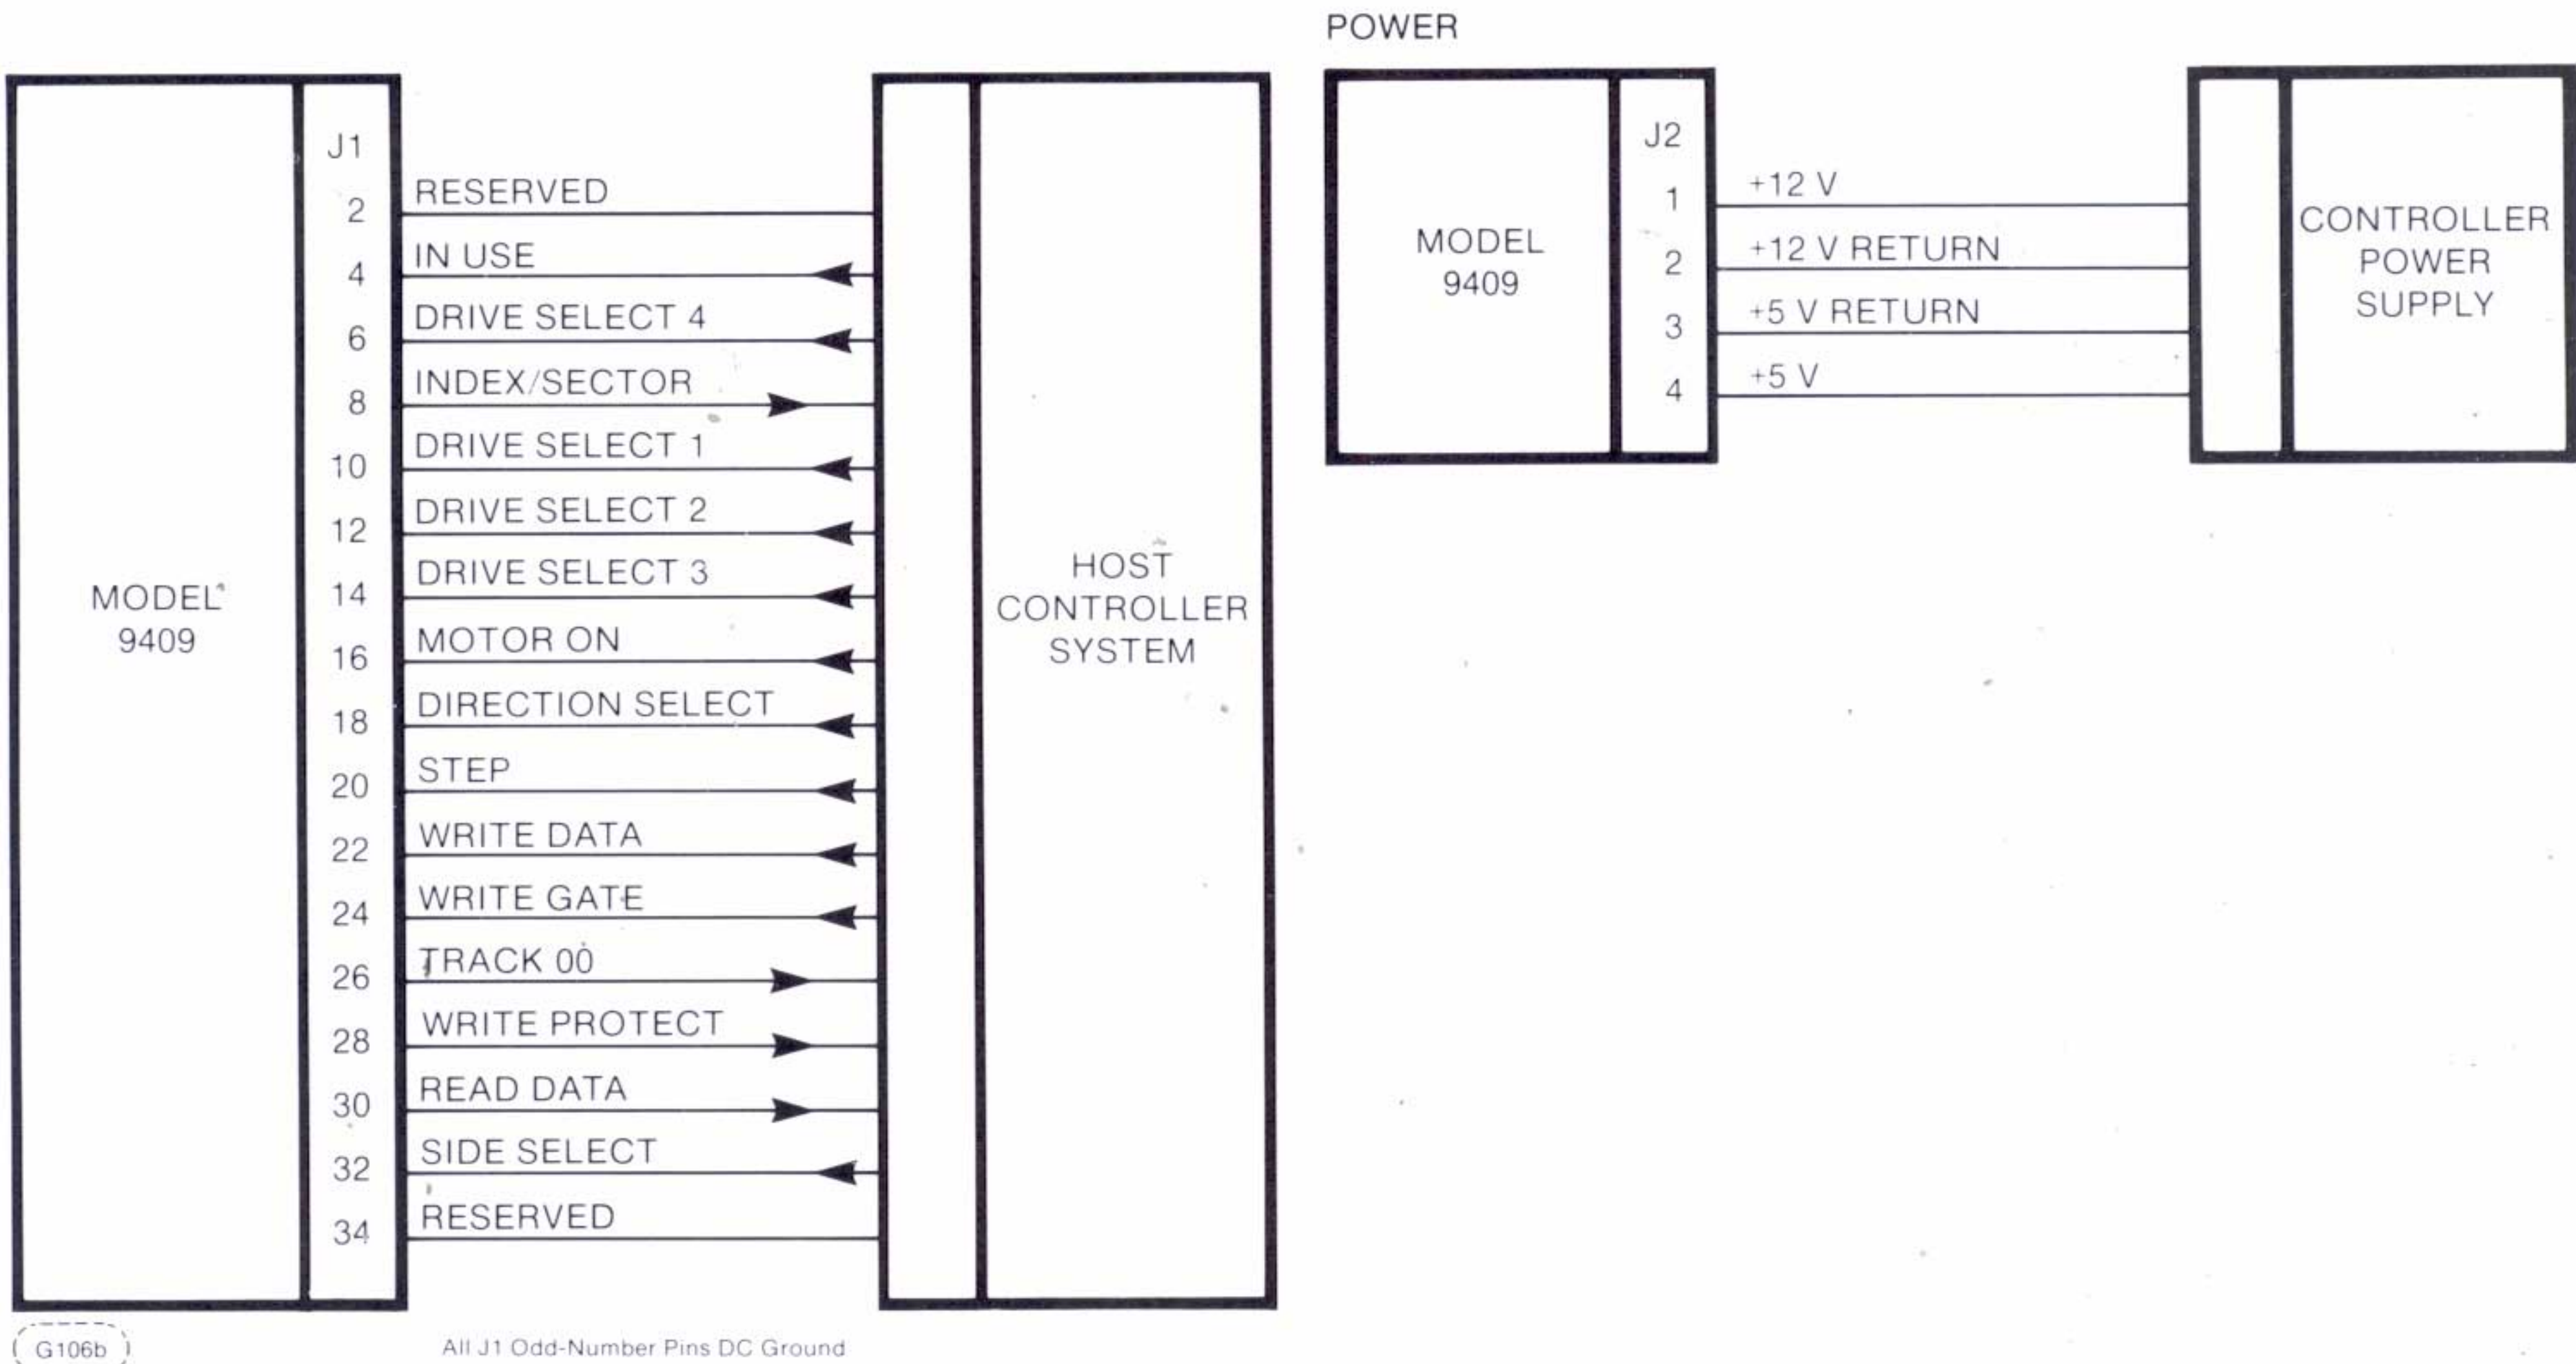 POWER
MODEL
9409
J1
2 RESERVED
4 IN USE
6 DRIVE SELECT 4
8 INDEX/SECTOR
10 DRIVE SELECT 1
12 DRIVE SELECT 2
14 DRIVE SELECT 3
16 MOTOR ON
18 DIRECTION SELECT
20 STEP
22 WRITE DATA
24 WRITE GATE
26 TRACK 00
28 WRITE PROTECT
30 READ DATA
32 SIDE SELECT
34 RESERVED
HOST
CONTROLLER
SYSTEM
MODEL
9409
J2
1 +12 V
2 +12 V RETURN
3 +5 V RETURN
4 +5 V
CONTROLLER
POWER
SUPPLY
G106b
All J1 Odd-Number Pins DC Ground